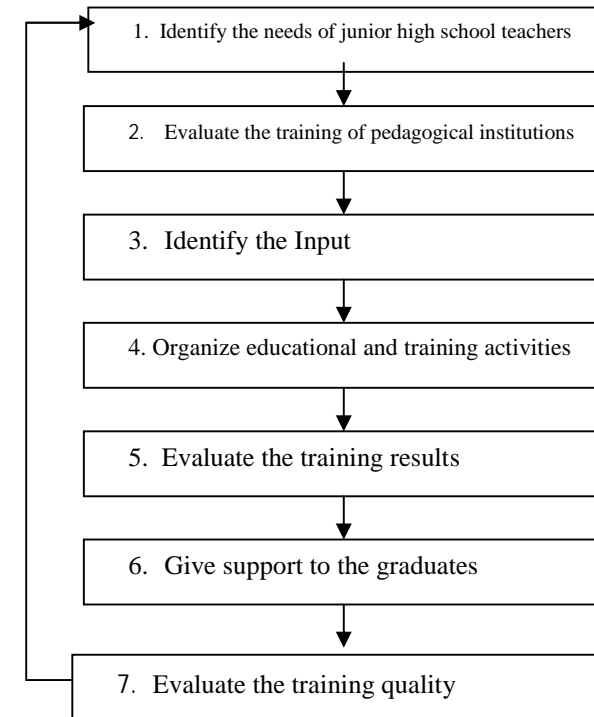 1. Identify the needs of junior high school teachers
2. Evaluate the training of pedagogical institutions
3. Identify the Input
4. Organize educational and training activities
5. Evaluate the training results
6. Give support to the graduates
7. Evaluate the training quality